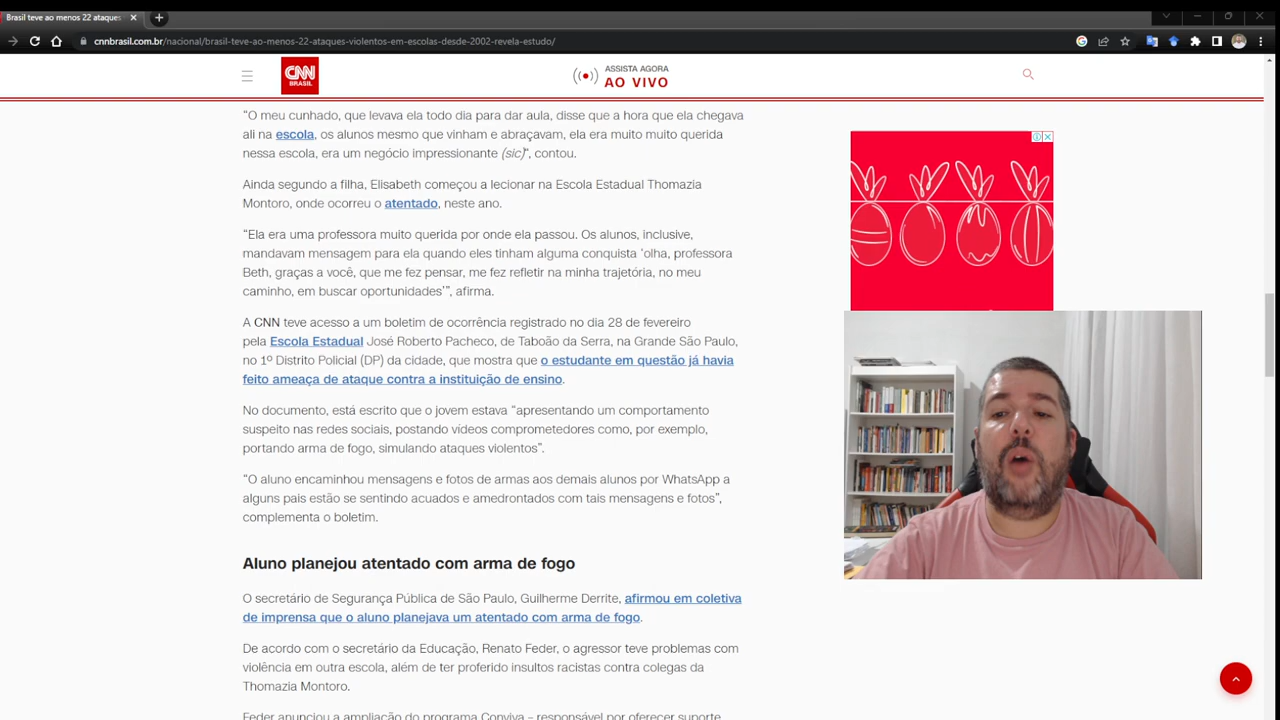 Brasil teve ao menos 22 ataques
cnnbrasil.com.br/nacional/brasil-teve-ao-menos-22-ataques-violentos-em-escolas-desde-2002-revela-estudo/
CNN
BRASIL
ASSISTA AGORA
AO VIVO
"O meu cunhado, que levava ela todo dia para dar aula, disse que a hora que ela chegava
ali na escola, os alunos mesmo que vinham e abraçavam, ela era muito muito querida
nessa escola, era um negócio impressionante (sic)", contou.
Ainda segundo a filha, Elisabeth começou a lecionar na Escola Estadual Thomazia
Montoro, onde ocorreu o atentado, neste ano.
“Ela era uma professora muito querida por onde ela passou. Os alunos, inclusive,
mandavam mensagem para ela quando eles tinham alguma conquista ‘olha, professora
Beth, graças a você, que me fez pensar, me fez refletir na minha trajetória, no meu
caminho, em buscar oportunidades’”, afirma.
A CNN teve acesso a um boletim de ocorrência registrado no dia 28 de fevereiro
pela Escola Estadual José Roberto Pacheco, de Taboão da Serra, na Grande São Paulo,
no 1º Distrito Policial (DP) da cidade, que mostra que o estudante em questão já havia
feito ameaça de ataque contra a instituição de ensino.
No documento, está escrito que o jovem estava “apresentando um comportamento
suspeito nas redes sociais, postando vídeos comprometedores como, por exemplo,
portando arma de fogo, simulando ataques violentos”.
“O aluno encaminhou mensagens e fotos de armas aos demais alunos por WhatsApp a
alguns pais estão se sentindo acuados e amedrontados com tais mensagens e fotos”,
complementa o boletim.
Aluno planejou atentado com arma de fogo
O secretário de Segurança Pública de São Paulo, Guilherme Derrite, afirmou em coletiva
de imprensa que o aluno planejava um atentado com arma de fogo.
De acordo com o secretário da Educação, Renato Feder, o agressor teve problemas com
violência em outra escola, além de ter proferido insultos racistas contra colegas da
Thomazia Montoro.
Feder anunciou a ampliação do programa Conviva – responsável por oferecer suporte